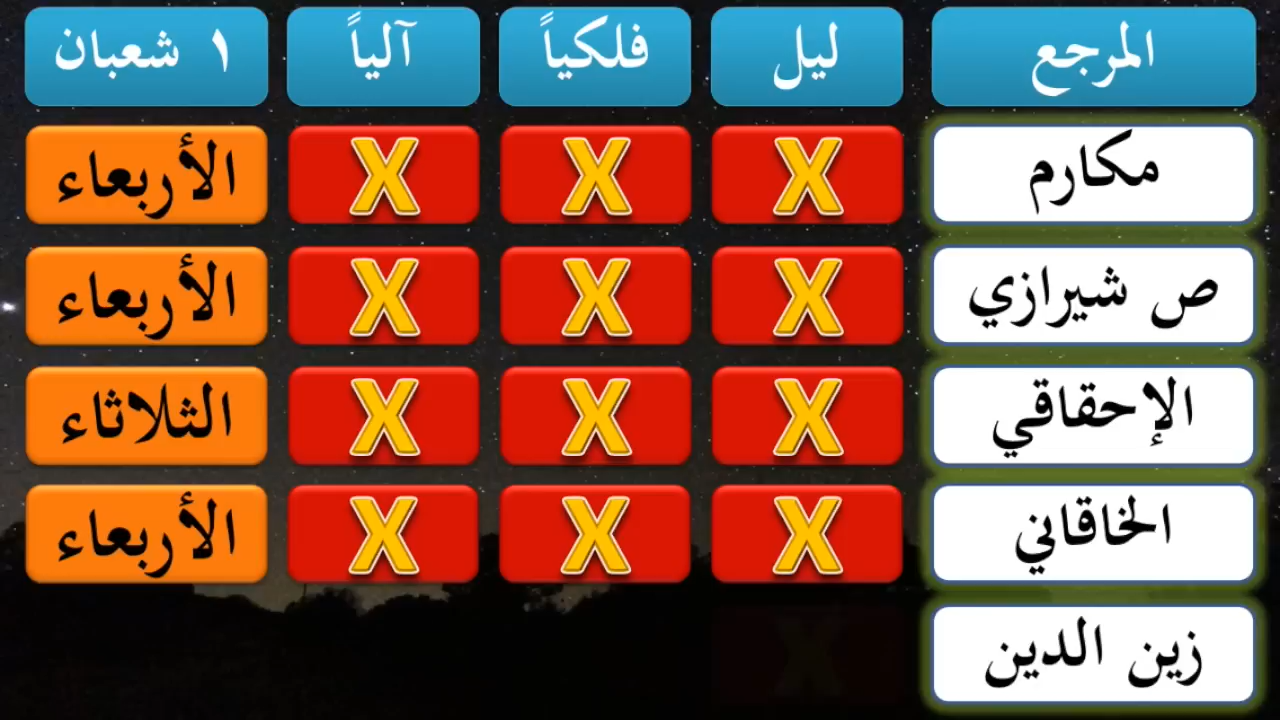 المرجع ليل فلكياً آلياً ١ شعبان
مكارم X X X الأربعاء
ص شيرازي X X X الأربعاء
الإحقاقي X X X الثلاثاء
الخاقاني X X X الأربعاء
زين الدين X